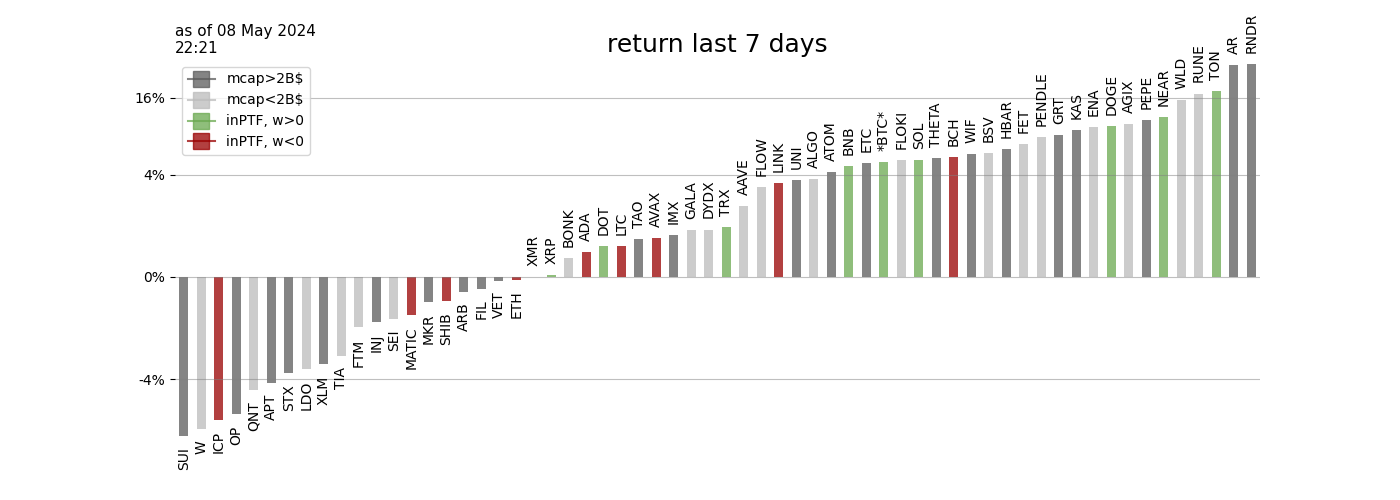 as of 08 May 2024
22:21
return last 7 days
mcap>2B$
mcap<2B$
inPTF, w>0
inPTF, w<0
16%
4%
0%
-4%
SUI
W
ICP
OP
QNT
APT
STX
LDO
XLM
TIA
FTM
INJ
SEI
MATIC
MKR
SHIB
ARB
FIL
VET
ETH
XMR
XRP
BONK
ADA
DOT
LTC
TAO
AVAX
IMX
GALA
DYDX
TRX
AAVE
FLOW
LINK
UNI
ALGO
ATOM
BNB
ETC
*BTC*
FLOKI
SOL
THETA
BCH
WIF
BSV
HBAR
FET
PENDLE
GRT
KAS
ENA
DOGE
AGIX
PEPE
NEAR
WLD
RUNE
TON
AR
RNDR